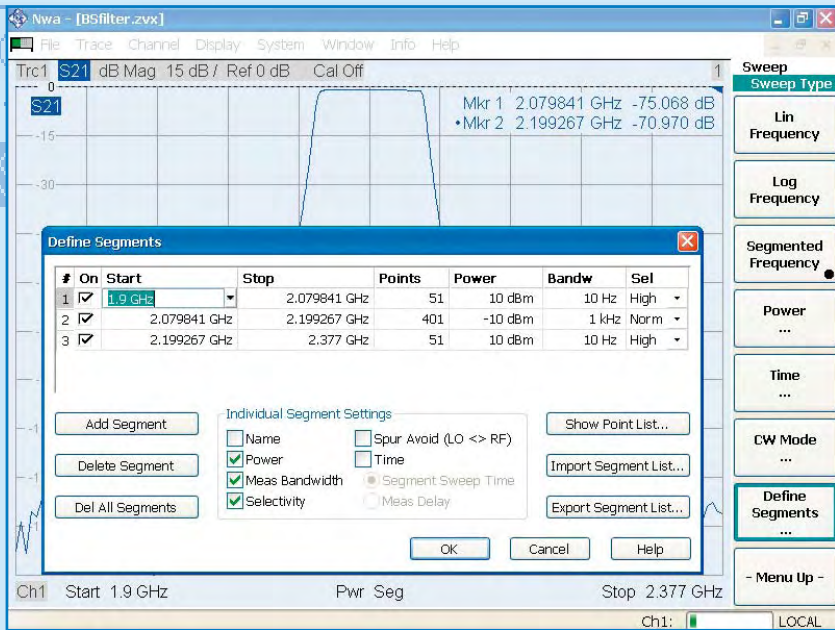 Nwa - [BSfilter.zvx]
File Trace Channel Display System Window Info Help
Trc1 S21 dB Mag 15 dB / Ref 0 dB Cal Off 1
0
S21
Mkr 1 2.079841 GHz -75.068 dB
•Mkr 2 2.199267 GHz -70.970 dB
-15
-30
Define Segments
# On Start Stop Points Power Bandw Sel
1 1.9 GHz 2.079841 GHz 51 10 dBm 10 Hz High
2 2.079841 GHz 2.199267 GHz 401 -10 dBm 1 kHz Norm
3 2.199267 GHz 2.377 GHz 51 10 dBm 10 Hz High
Add Segment
Delete Segment
Del All Segments
Individual Segment Settings
Name
Power
Meas Bandwidth
Selectivity
Spur Avoid (LO <> RF)
Time
Segment Sweep Time
Meas Delay
Show Point List...
Import Segment List...
Export Segment List...
OK Cancel Help
Ch1 Start 1.9 GHz Pwr Seg Stop 2.377 GHz
Sweep
Sweep Type
Lin
Frequency
Log
Frequency
Segmented
Frequency
Power
...
Time
...
CW Mode
...
Define
Segments
...
- Menu Up -
Ch1: LOCAL